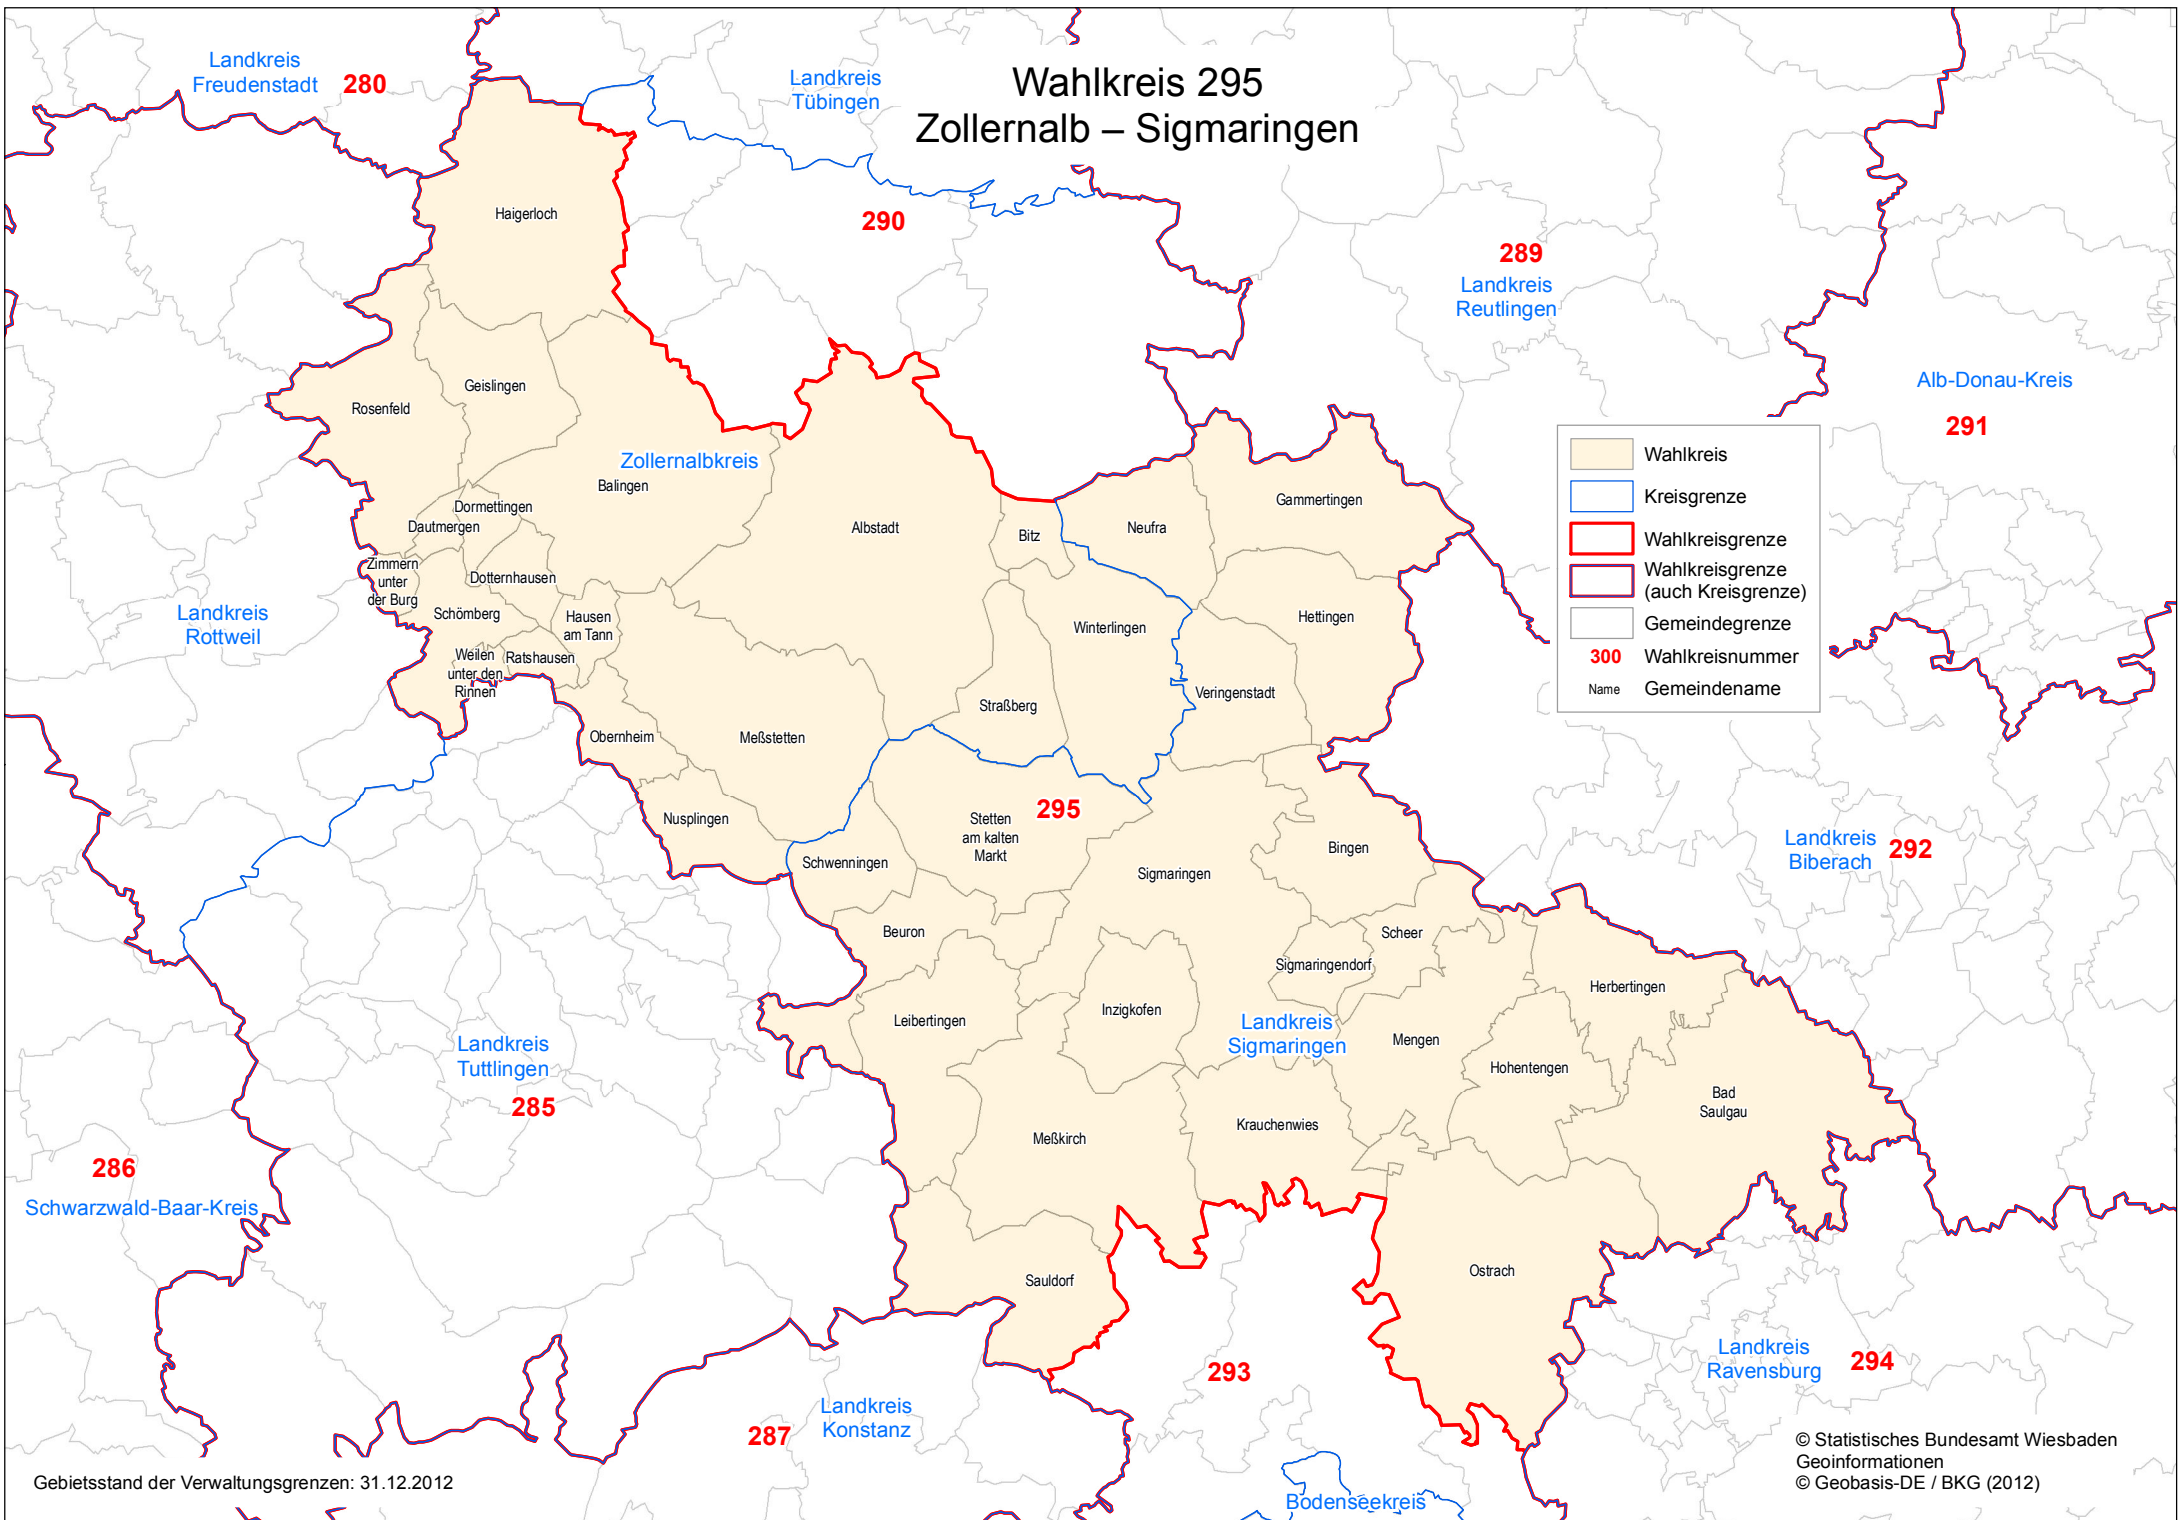 Wahlkreis 295
Zollernalb – Sigmaringen
Landkreis
Freudenstadt
280
Landkreis
Tübingen
290
289
Landkreis
Reutlingen
Alb-Donau-Kreis
291
Haigerloch
Geislingen
Rosenfeld
Zollernalbkreis
Balingen
Dormettingen
Dautmergen
Albstadt
Bitz
Neufra
Gammertingen
Zimmern
unter
der Burg
Dotternhausen
Schömberg
Hausen
am Tann
Landkreis
Rottweil
Weilen
unter den
Rinnen
Ratshausen
Winterlingen
Hettingen
Straßberg
Veringenstadt
Obernheim
Meßstetten
Nusplingen
295
Stetten
am kalten
Markt
Schwenningen
Sigmaringen
Bingen
Landkreis
Biberach
292
Beuron
Scheer
Sigmaringendorf
Herbertingen
Leibertingen
Inzigkofen
Landkreis
Sigmaringen
Mengen
Hohentengen
Bad
Saulgau
Landkreis
Tuttlingen
285
Meßkirch
Krauchenwies
286
Schwarzwald-Baar-Kreis
Sauldorf
Ostrach
293
Landkreis
Ravensburg
294
287
Landkreis
Konstanz
Bodenseekreis
Wahlkreis
Kreisgrenze
Wahlkreisgrenze
Wahlkreisgrenze
(auch Kreisgrenze)
Gemeindegrenze
300 Wahlkreisnummer
Name Gemeindename
Gebietsstand der Verwaltungsgrenzen: 31.12.2012
© Statistisches Bundesamt Wiesbaden
Geoinformationen
© Geobasis-DE / BKG (2012)